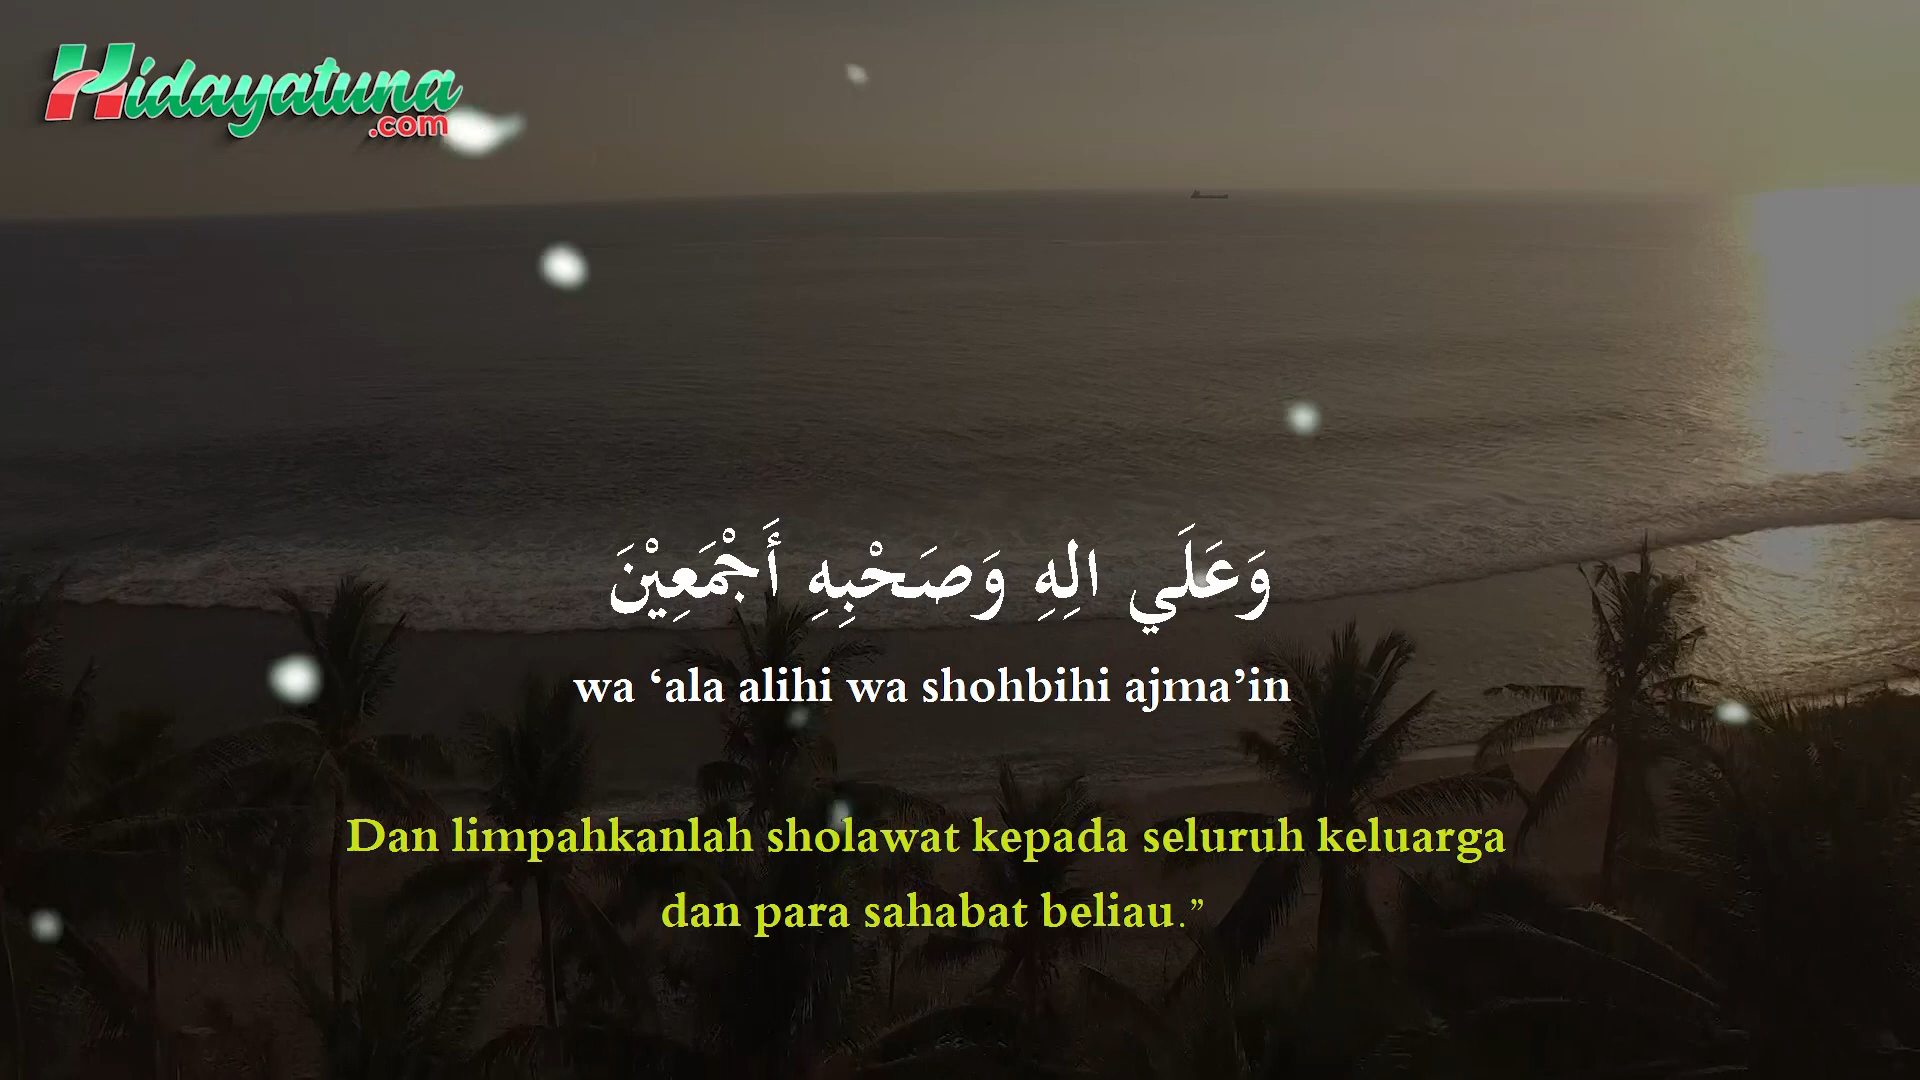 Hidayatuna
.com
وَعَلَي الِهِ وَصَحْبِهِ أَجْمَعِيْنَ
wa ‘ala alihi wa shohbihi ajma’in
Dan limpahkanlah sholawat kepada seluruh keluarga
dan para sahabat beliau.”